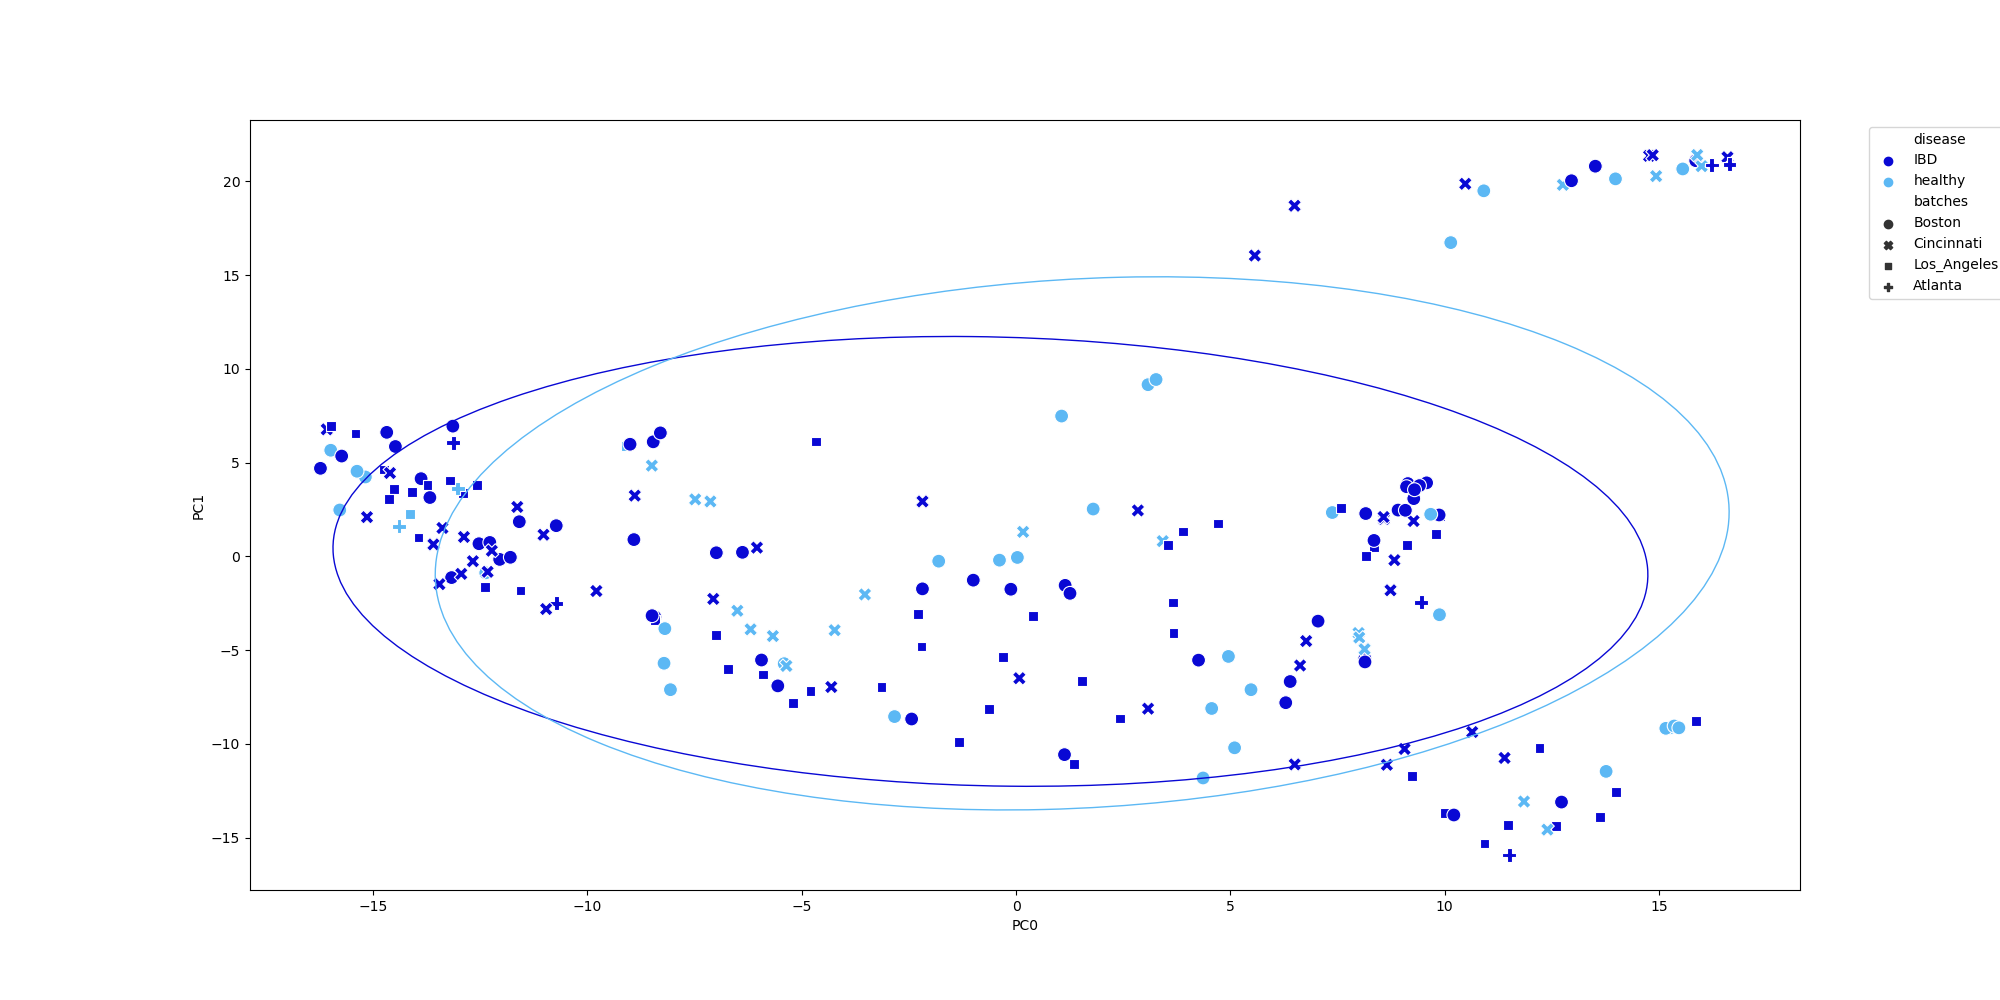 disease
IBD
healthy
batches
Boston
Cincinnati
Los_Angeles
Atlanta
20
15
10
5
0
−5
−10
−15
PC1
−15 −10 −5 0 5 10 15
PC0